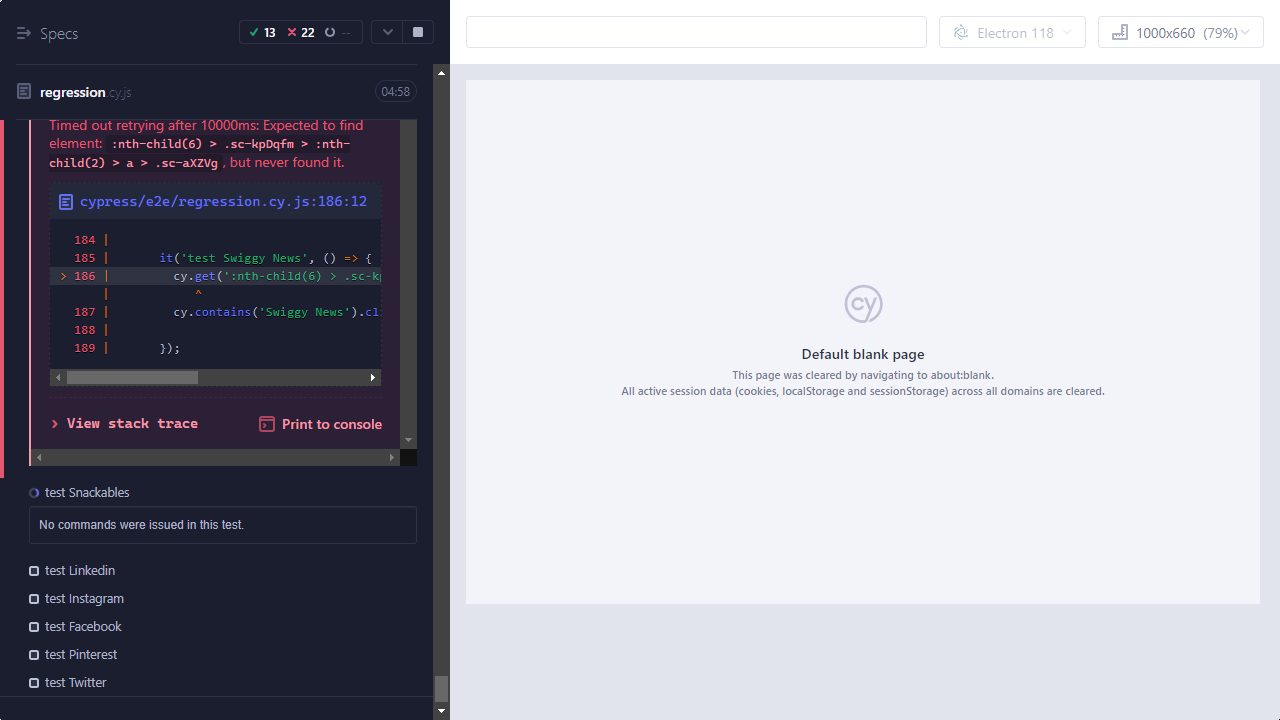 Specs
13
22
--
Electron 118
1000x660 (79%)
regression.cy.js
04:58
Timed out retrying after 10000ms: Expected to find
element: :nth-child(6) > .sc-kpDqfm > :nth-
child(2) > a > .sc-aXZVg , but never found it.
cypress/e2e/regression.cy.js:186:12
184 |
185 | it('test Swiggy News', () => {
> 186 | cy.get(':nth-child(6) > .sc-kp
| ^
187 | cy.contains('Swiggy News').cli
188 |
189 | });
View stack trace
Print to console
test Snackables
No commands were issued in this test.
test Linkedin
test Instagram
test Facebook
test Pinterest
test Twitter
cy
Default blank page
This page was cleared by navigating to about:blank.
All active session data (cookies, localStorage and sessionStorage) across all domains are cleared.